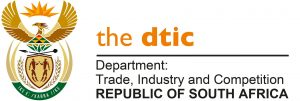 the dtic
Department:
Trade, Industry and Competition
REPUBLIC OF SOUTH AFRICA